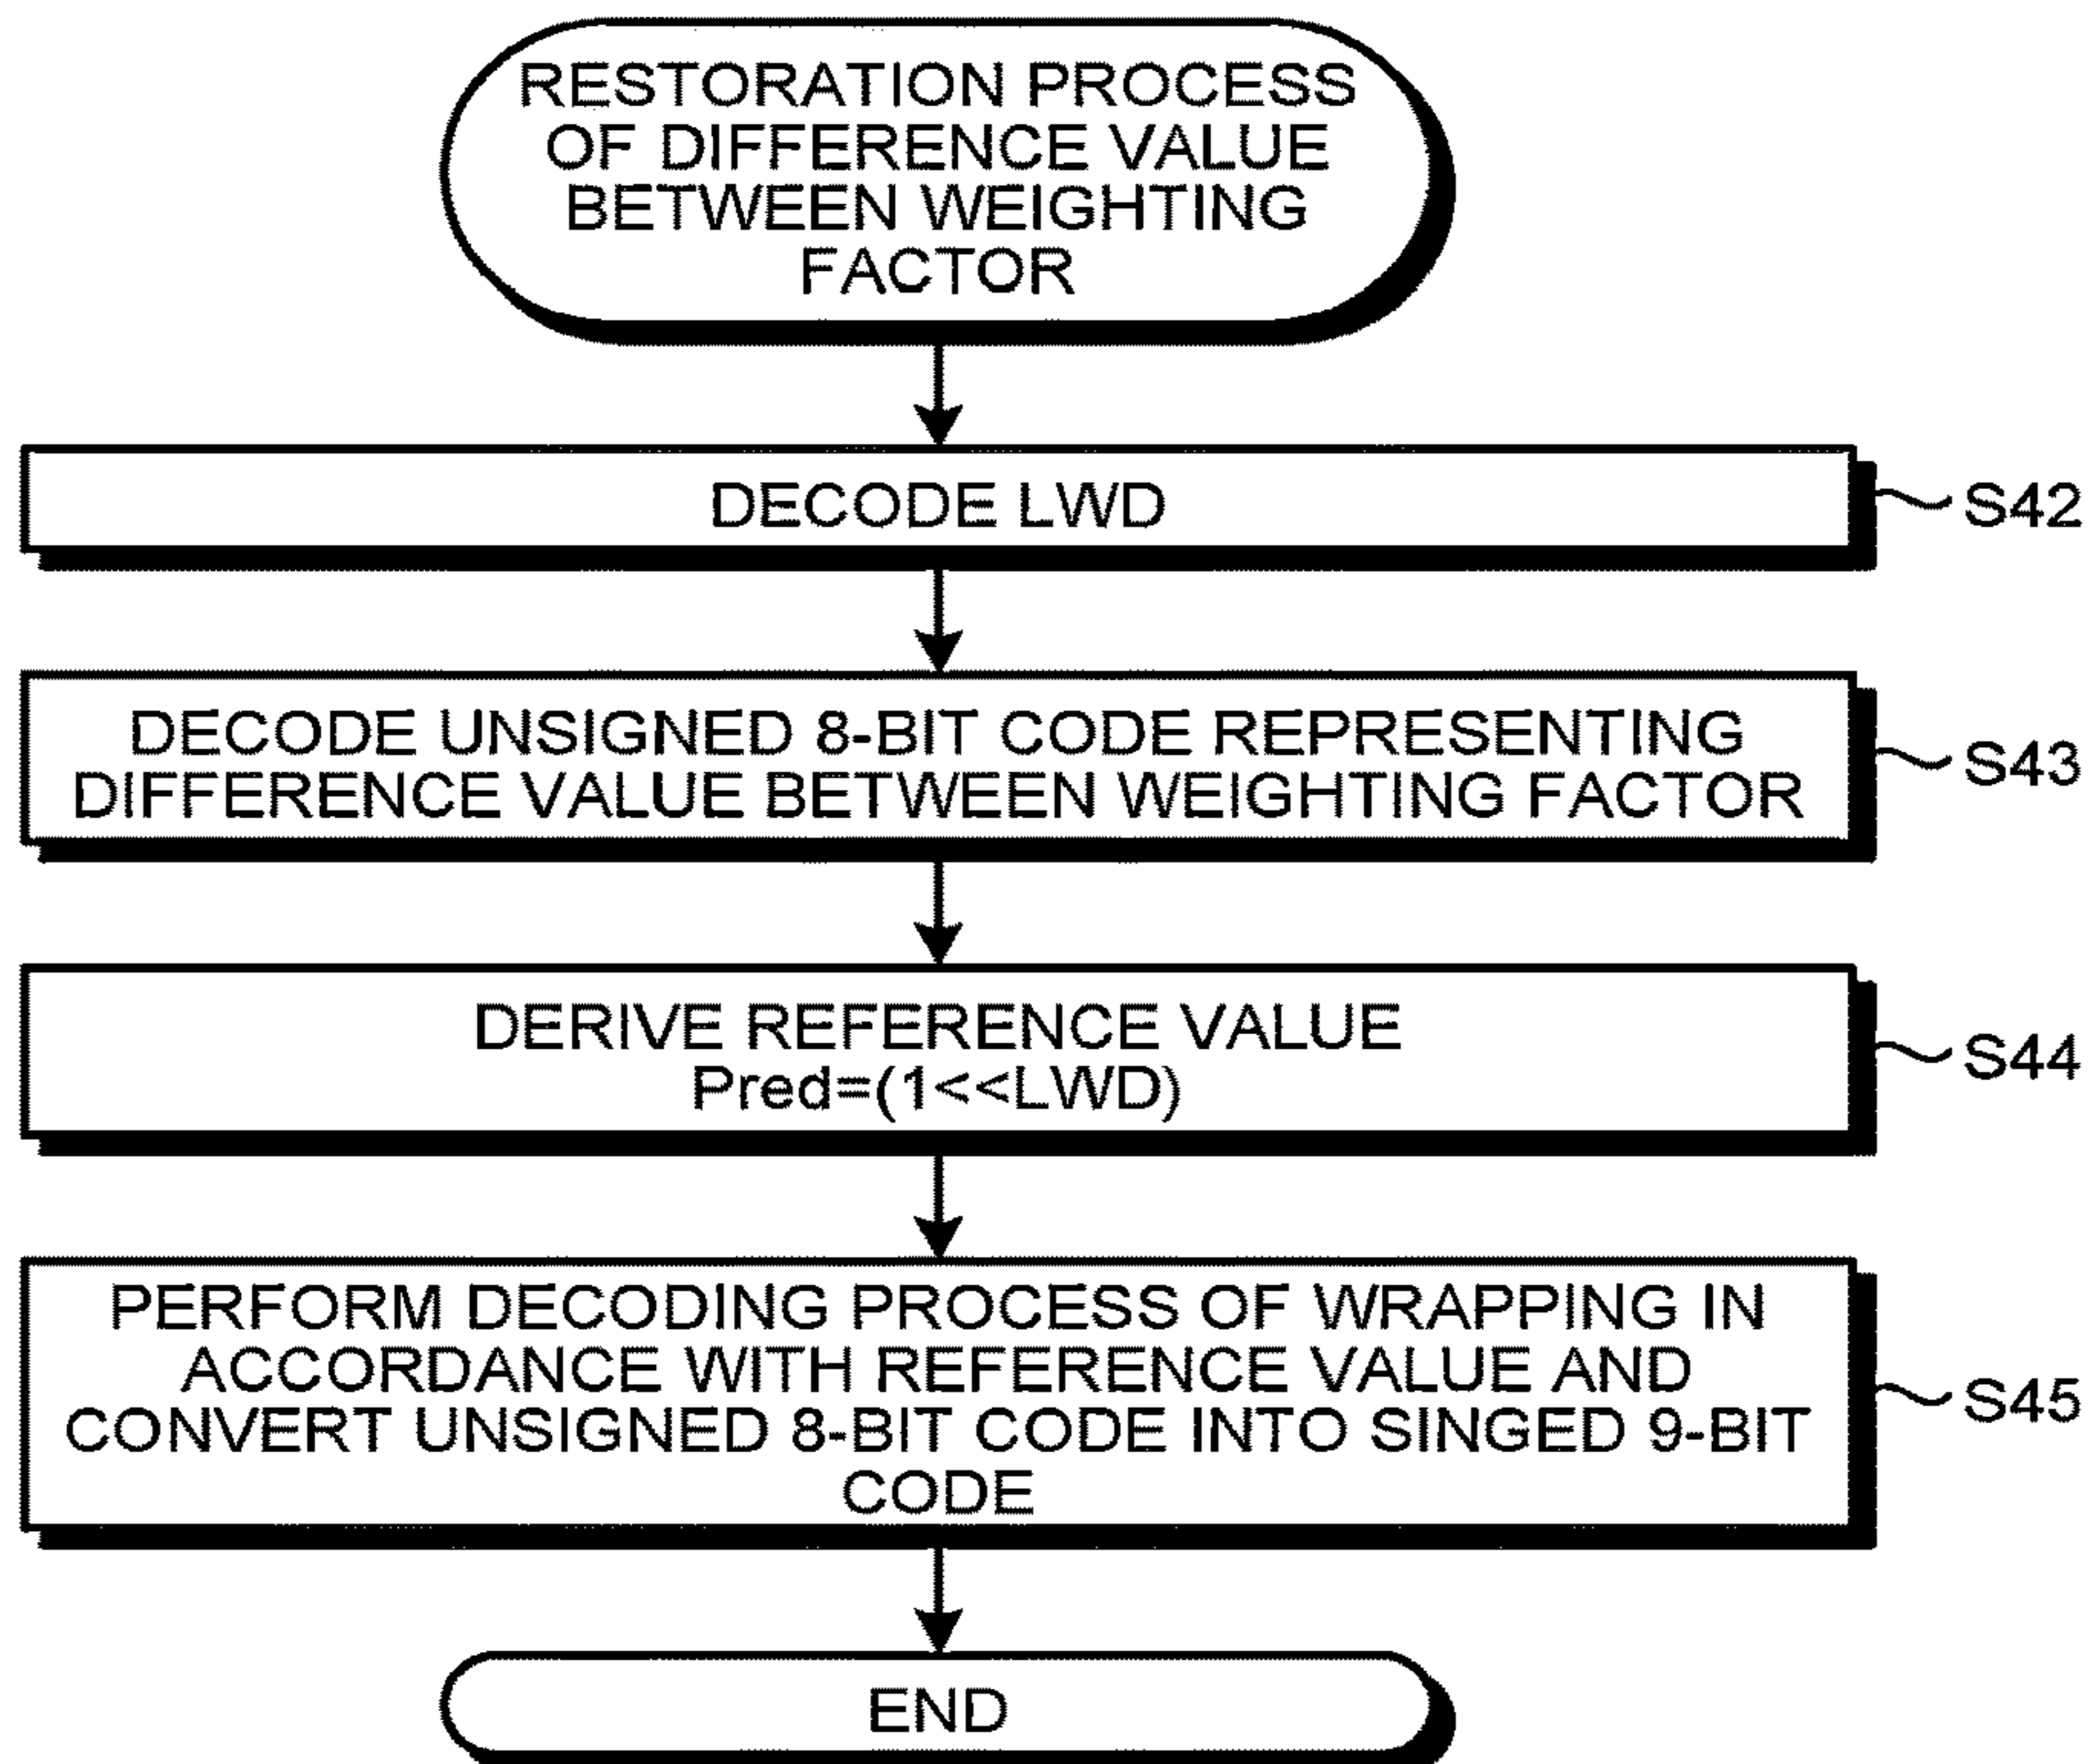 RESTORATION PROCESS
OF DIFFERENCE VALUE
BETWEEN WEIGHTING
FACTOR
DECODE LWD
S42
DECODE UNSIGNED 8-BIT CODE REPRESENTING
DIFFERENCE VALUE BETWEEN WEIGHTING FACTOR
S43
DERIVE REFERENCE VALUE
Pred=(1<<LWD)
S44
PERFORM DECODING PROCESS OF WRAPPING IN
ACCORDANCE WITH REFERENCE VALUE AND
CONVERT UNSIGNED 8-BIT CODE INTO SINGED 9-BIT
CODE
S45
END